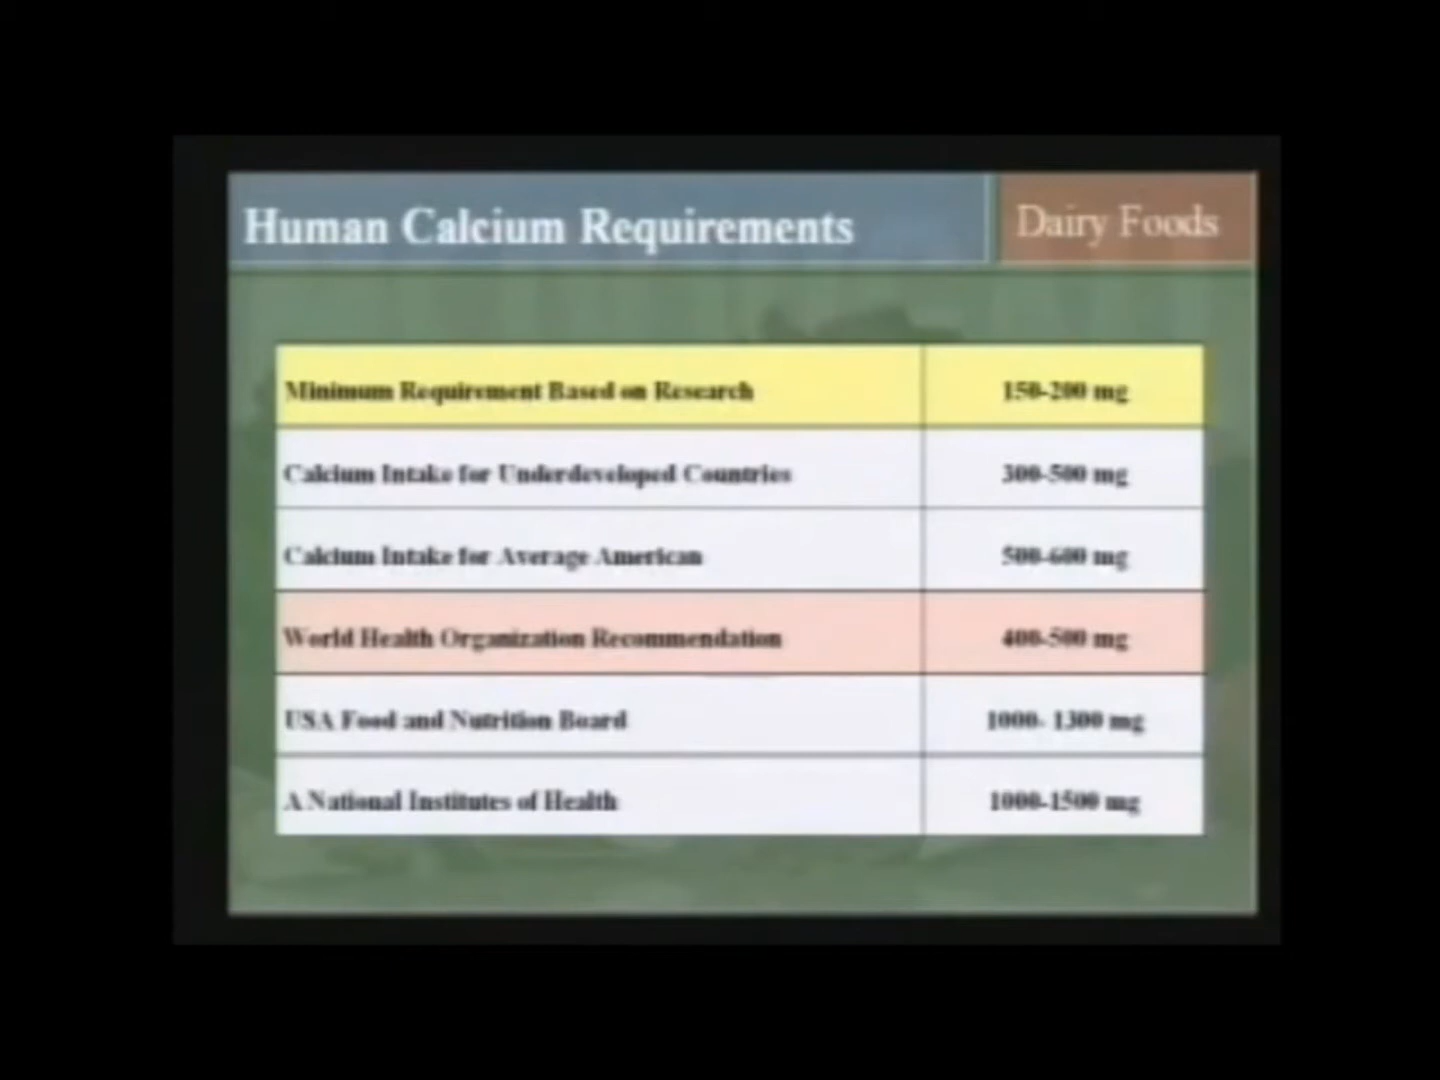 Human Calcium Requirements
Dairy Foods
Minimum Requirement Based on Research 150-200 mg
Calcium Intake for Underdeveloped Countries 300-500 mg
Calcium Intake for Average American 500-600 mg
World Health Organization Recommendation 400-500 mg
USA Food and Nutrition Board 1000- 1300 mg
A National Institutes of Health 1000-1500 mg